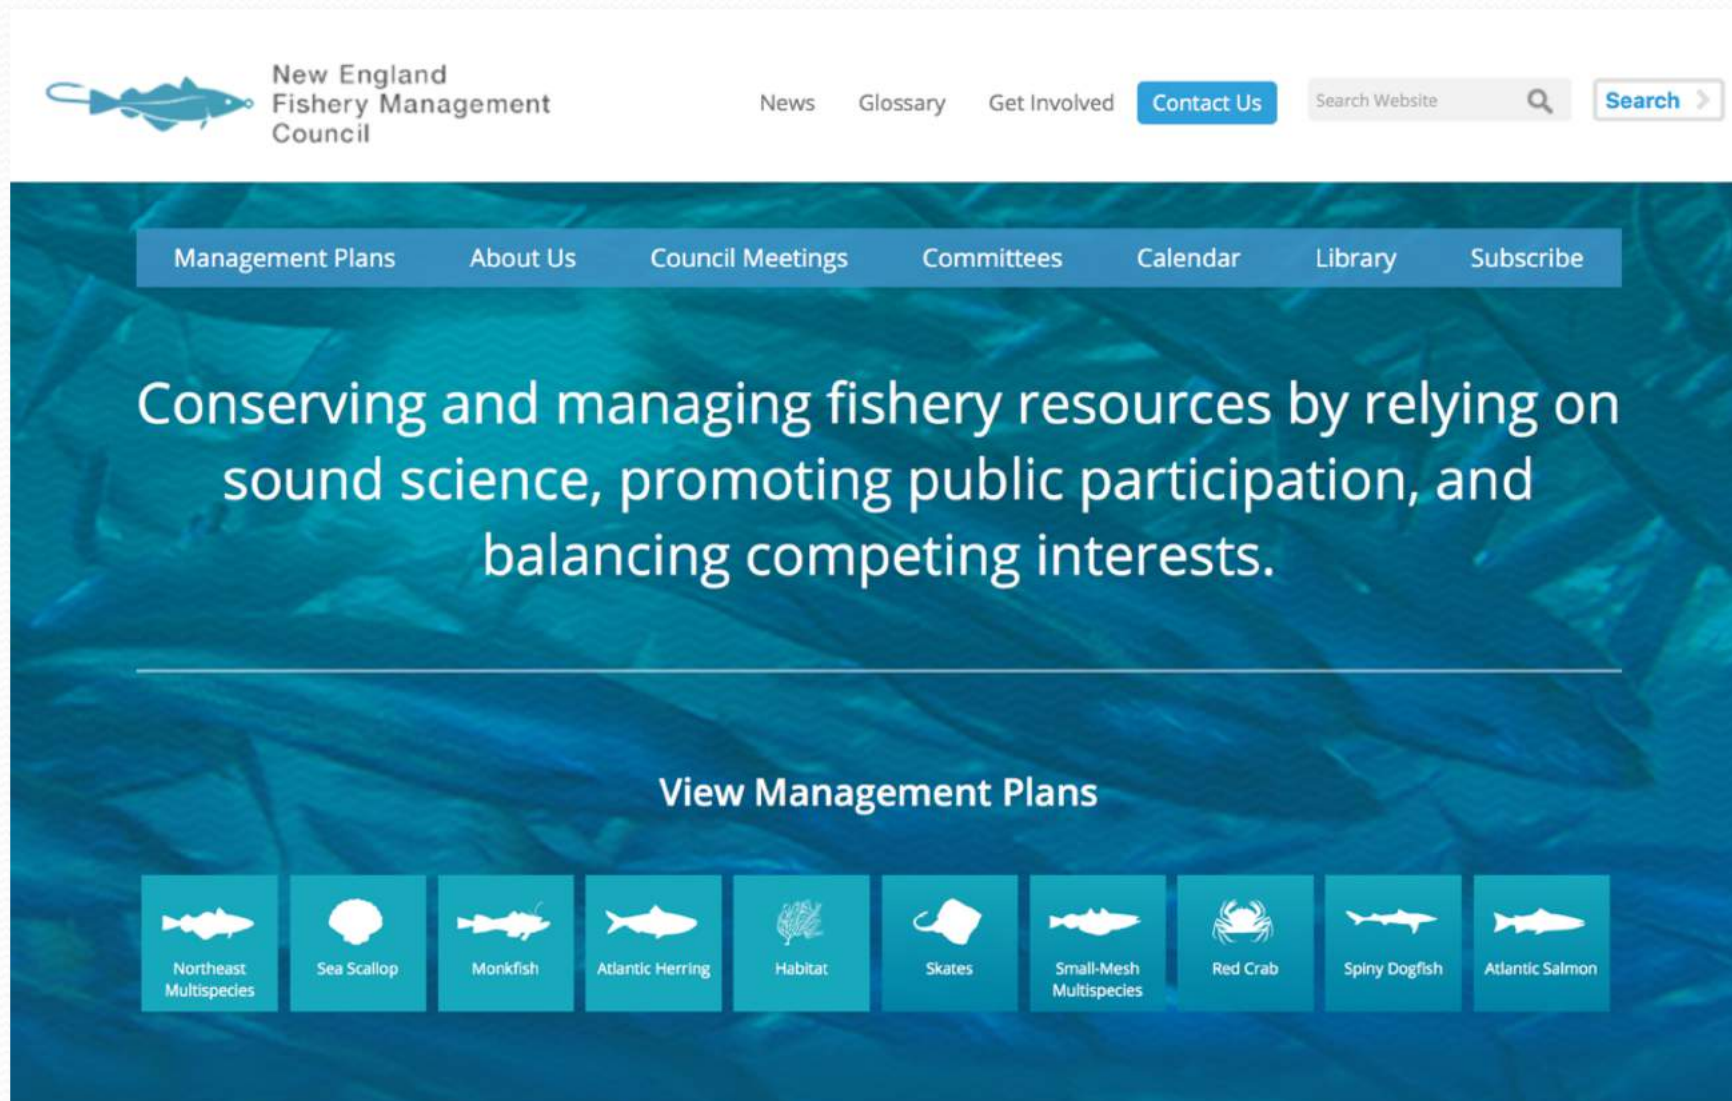 New England
Fishery Management
Council
News Glossary Get Involved Contact Us Search Website Search
Management Plans About Us Council Meetings Committees Calendar Library Subscribe
Conserving and managing fishery resources by relying on
sound science, promoting public participation, and
balancing competing interests.
View Management Plans
Northeast
Multispecies
Sea Scallop
Monkfish
Atlantic Herring
Habitat
Skates
Small-Mesh
Multispecies
Red Crab
Spiny Dogfish
Atlantic Salmon